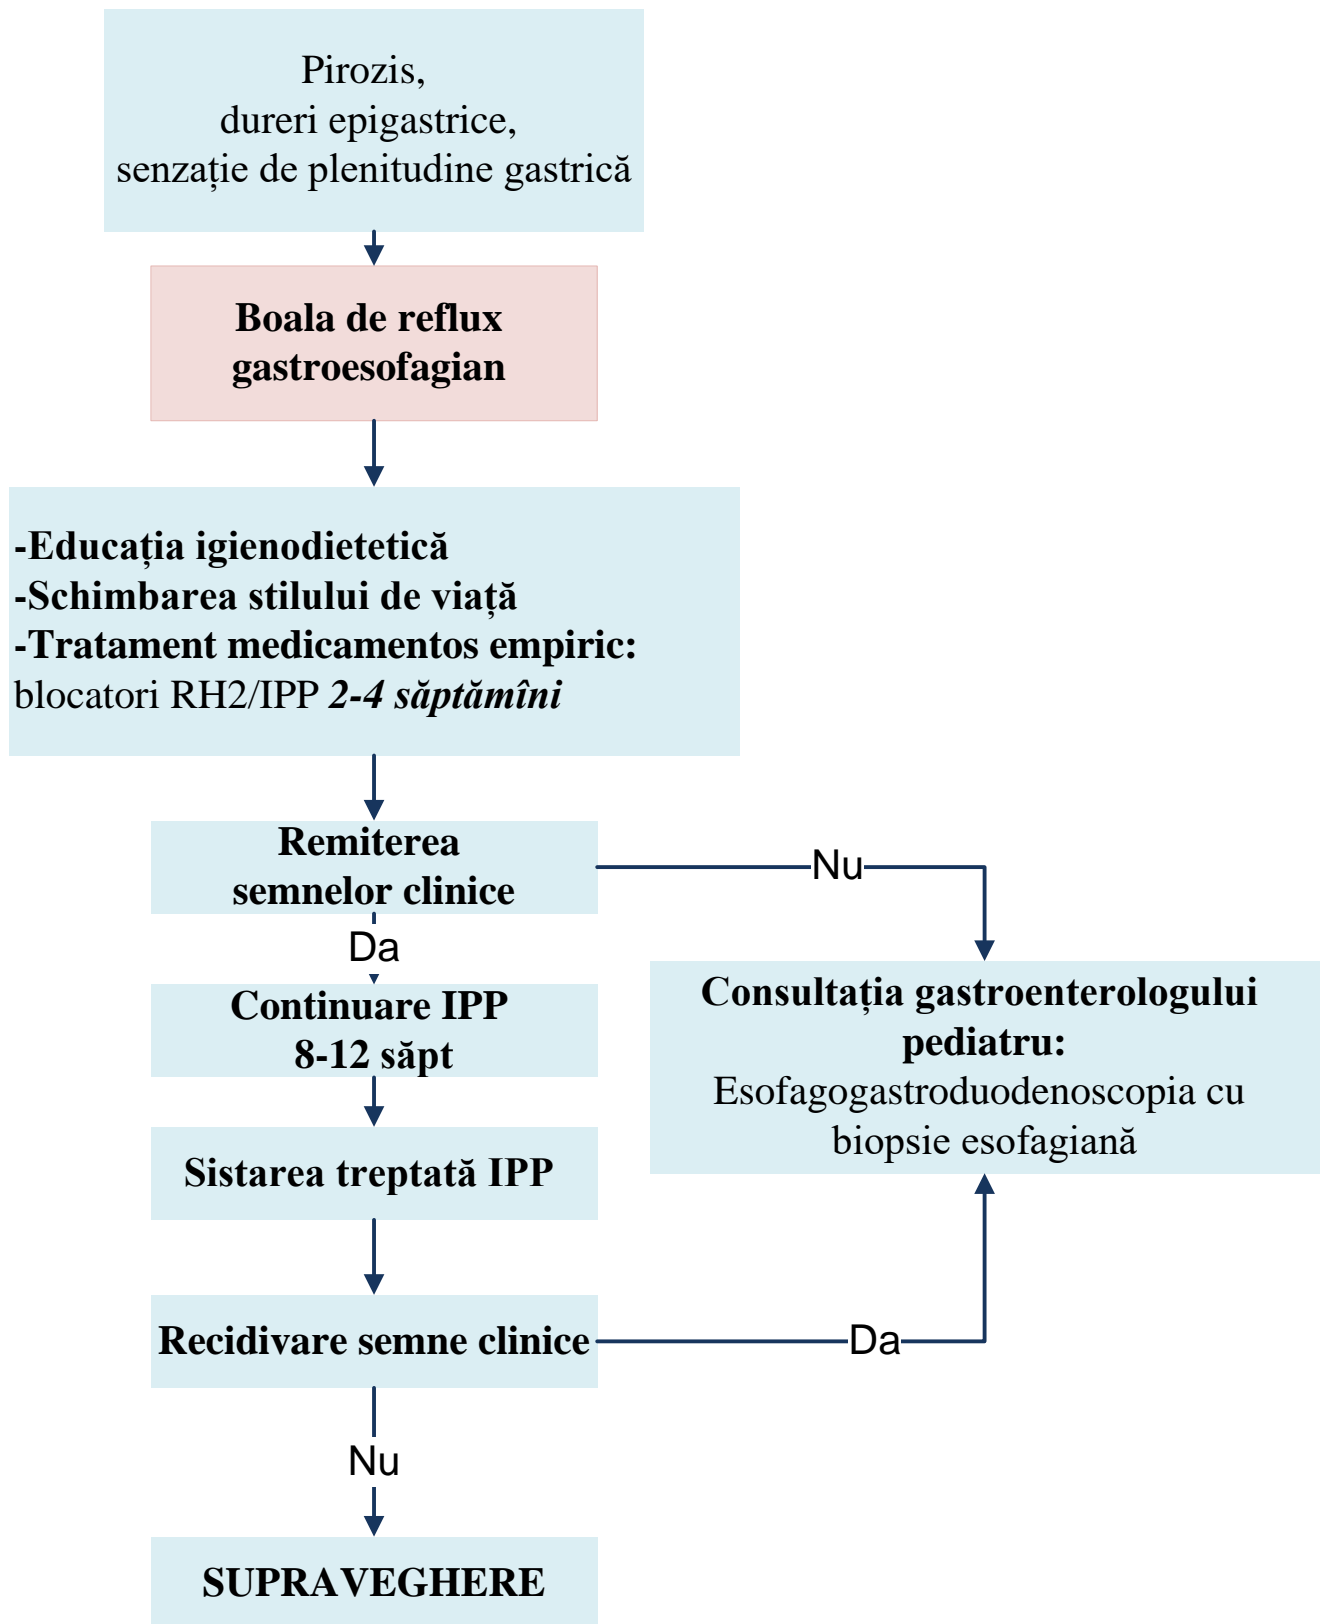 Pirozis,
dureri epigastrice,
senzație de plenitudine gastrică
Boala de reflux
gastroesofagian
-Educația igienodietetică
-Schimbarea stilului de viață
-Tratament medicamentos empiric:
blocatori RH2/IPP 2-4 săptămîni
Remiterea
semnelor clinice
Nu
Da
Continuare IPP
8-12 săpt
Consultația gastroenterologului
pediatru:
Esofagogastroduodenoscopia cu
biopsie esofagiană
Sistarea treptată IPP
Recidivare semne clinice
Da
Nu
SUPRAVEGHERE